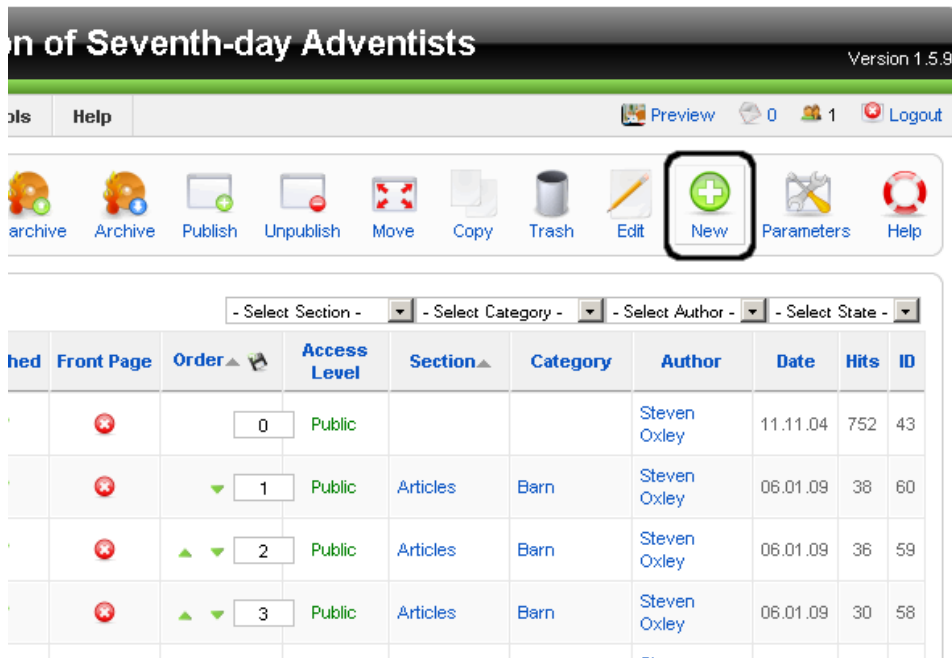 on of Seventh-day Adventists
Version 1.5.9
ols Help Preview 0 1 Logout
archive Archive Publish Unpublish Move Copy Trash Edit New Parameters Help
- Select Section - - Select Category - - Select Author - - Select State -
hed Front Page Order Access Level Section Category Author Date Hits ID
0 Public Steven Oxley 11.11.04 752 43
1 Public Articles Barn Steven Oxley 06.01.09 38 60
2 Public Articles Barn Steven Oxley 06.01.09 36 59
3 Public Articles Barn Steven Oxley 06.01.09 30 58